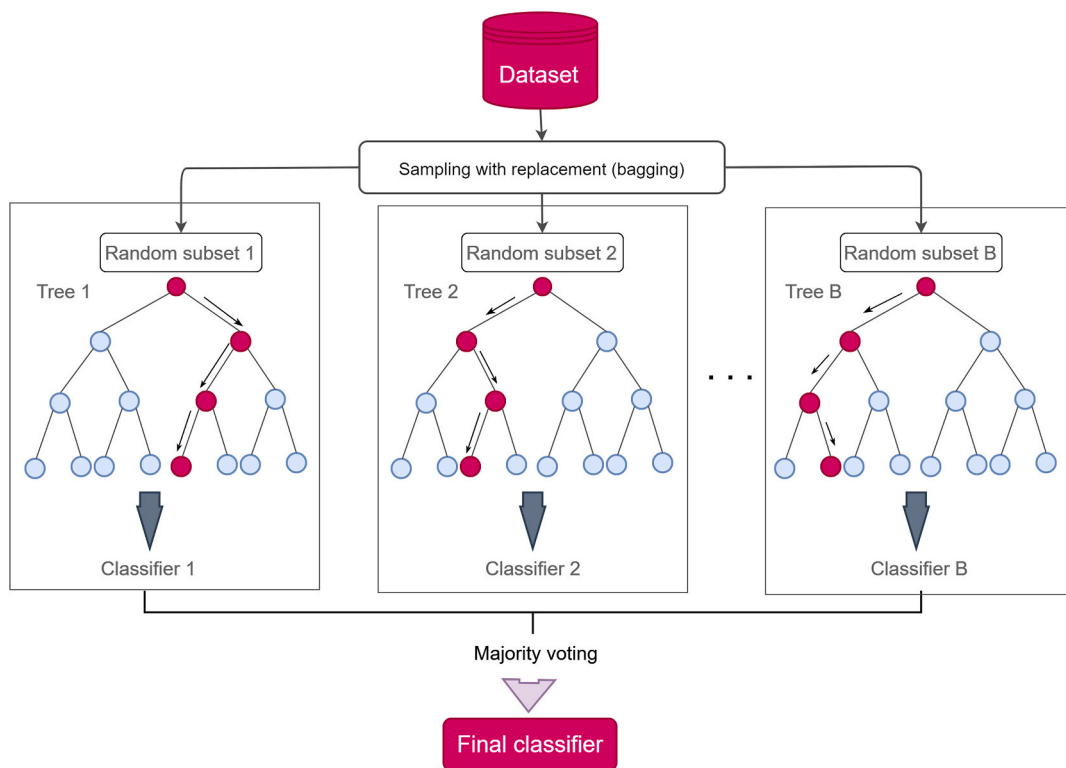 Dataset
Sampling with replacement (bagging)
Random subset 1
Random subset 2
Random subset B
Tree 1
Tree 2
Tree B
. . .
Classifier 1
Classifier 2
Classifier B
Majority voting
Final classifier